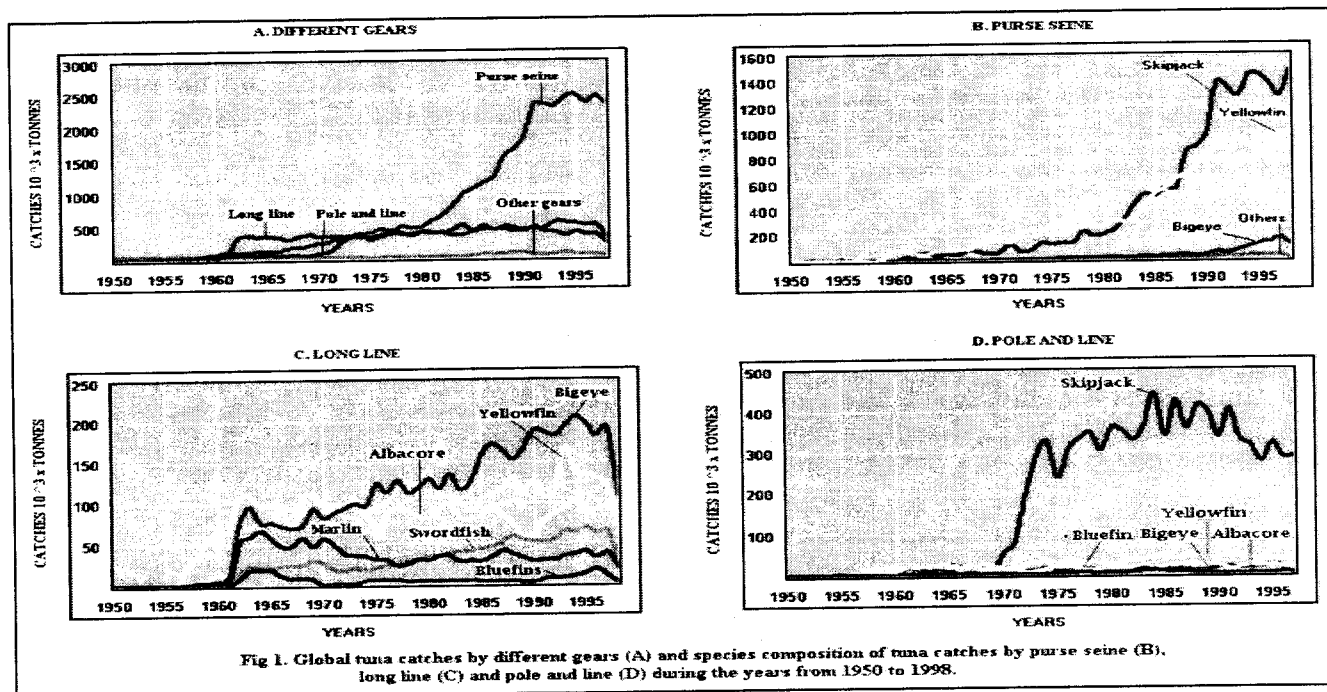 A. DIFFERENT GEARS
CATCHES 10^3 x TONNES
3000
2500
2000
1500
1000
500
Purse seine
Long line
Pole and line
Other gears
1950 1955 1960 1965 1970 1975 1980 1985 1990 1995
YEARS
B. PURSE SEINE
CATCHES 10^3 x TONNES
1600
1400
1200
1000
800
600
400
200
Skipjack
Yellowfin
Others
Bigeye
1950 1955 1960 1965 1970 1975 1980 1985 1990 1995
YEARS
C. LONG LINE
CATCHES 10^3 x TONNES
250
200
150
100
50
Bigeye
Yellowfin
Albacore
Marlin
Swordfish
Bluefins
1950 1955 1960 1965 1970 1975 1980 1985 1990 1995
YEARS
D. POLE AND LINE
CATCHES 10^3 x TONNES
500
400
300
200
100
Skipjack
Yellowfin
Bluefin Bigeye Albacore
1950 1955 1960 1965 1970 1975 1980 1985 1990 1995
YEARS
Fig 1. Global tuna catches by different gears (A) and species composition of tuna catches by purse seine (B),
long line (C) and pole and line (D) during the years from 1950 to 1998.